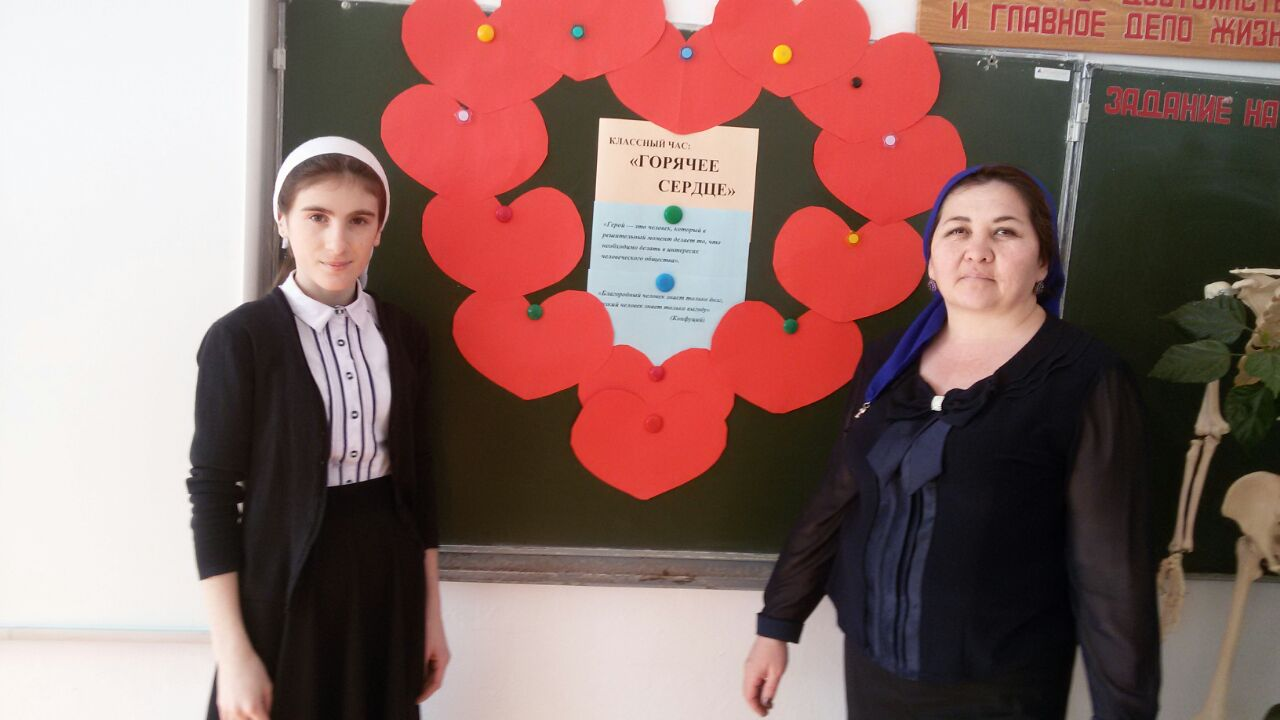 И ГЛАВНОЕ ДЕЛО ЖИЗН
ЗАДАНИЕ НА
КЛАССНЫЙ ЧАС:
«ГОРЯЧЕЕ
СЕРДЦЕ»
«Герой — это человек, который в
решительный момент делает то, что
необходимо делать в интересах
человеческого общества».
«Благородный человек знает только долг,
человек знает только выгоду»
(Конфуций)